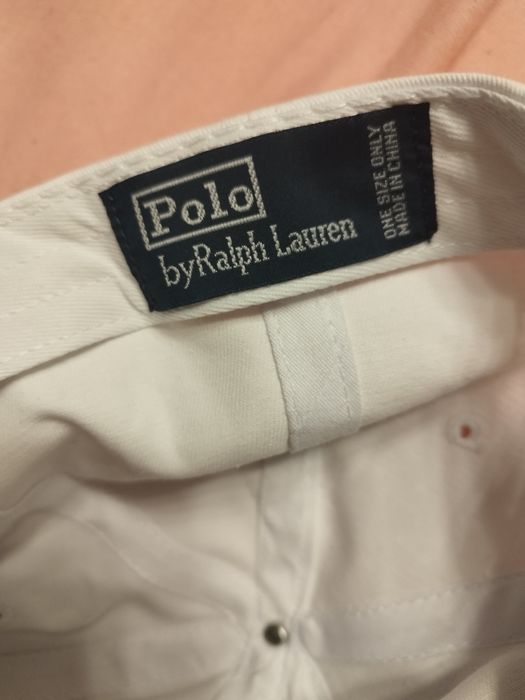 Polo
byRalph Lauren
ONE SIZE ONLY
MADE IN CHINA